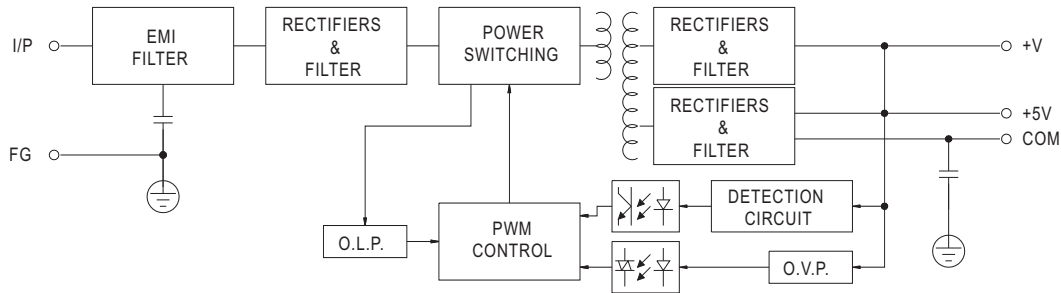 I/P
EMI
FILTER
RECTIFIERS
&
FILTER
POWER
SWITCHING
RECTIFIERS
&
FILTER
+V
RECTIFIERS
&
FILTER
+5V
COM
FG
DETECTION
CIRCUIT
PWM
CONTROL
O.L.P.
O.V.P.